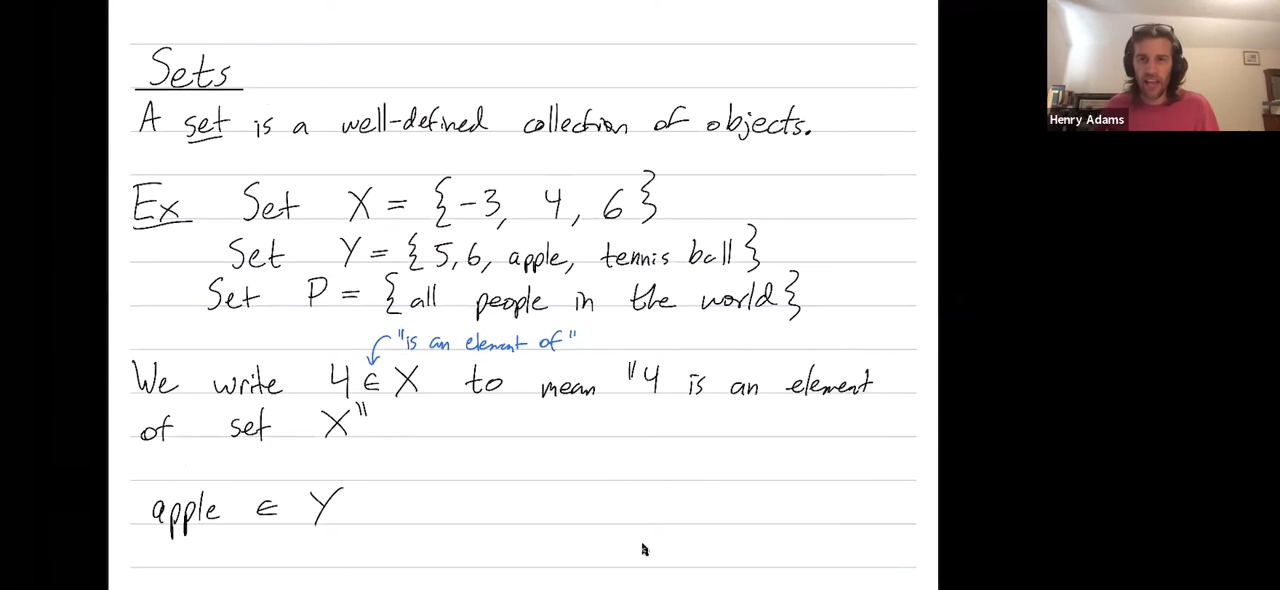 Sets
A set is a well-defined collection of objects.
Ex Set X = {-3, 4, 6}
Set Y = {5, 6, apple, tennis ball}
Set P = {all people in the world}
"is an element of"
We write 4 ∈ X to mean "4 is an element
of set X"
apple ∈ Y
Henry Adams